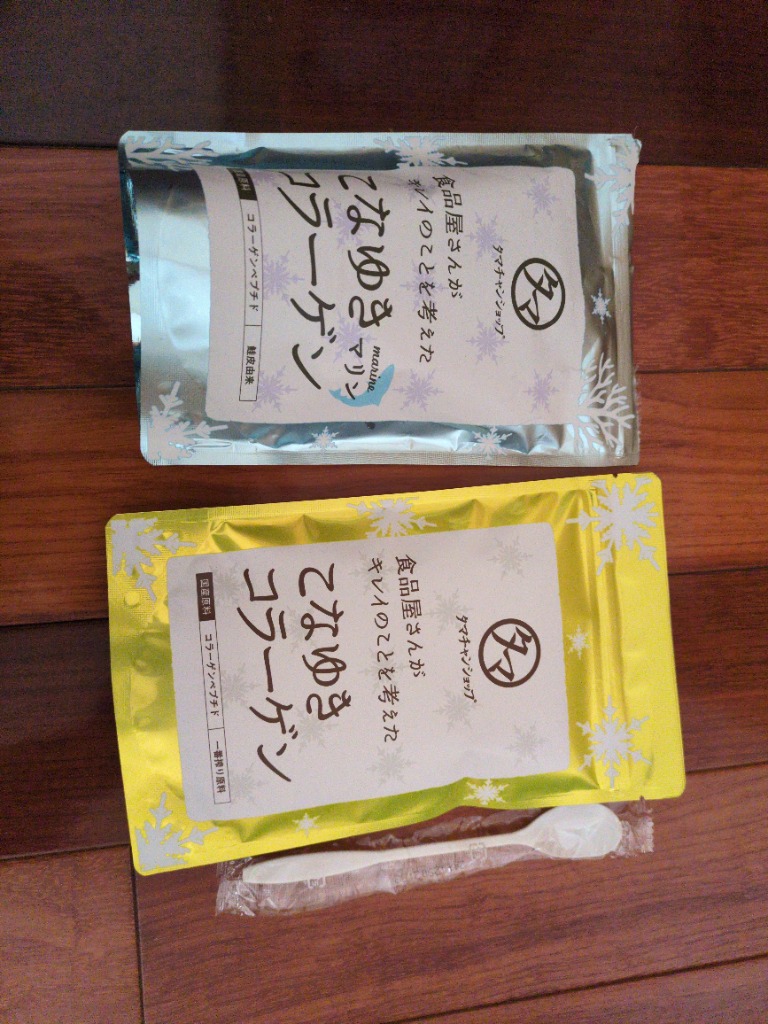 タマ
タマチャンショップ
食品屋さんが
キレイのことを考えた
こなゆき
marine
マリン
コラーゲン
コラーゲンペプチド
鮭皮由来
タマ
タマチャンショップ
食品屋さんが
キレイのことを考えた
こなゆき
コラーゲン
国産原料
コラーゲンペプチド
一番搾り原料